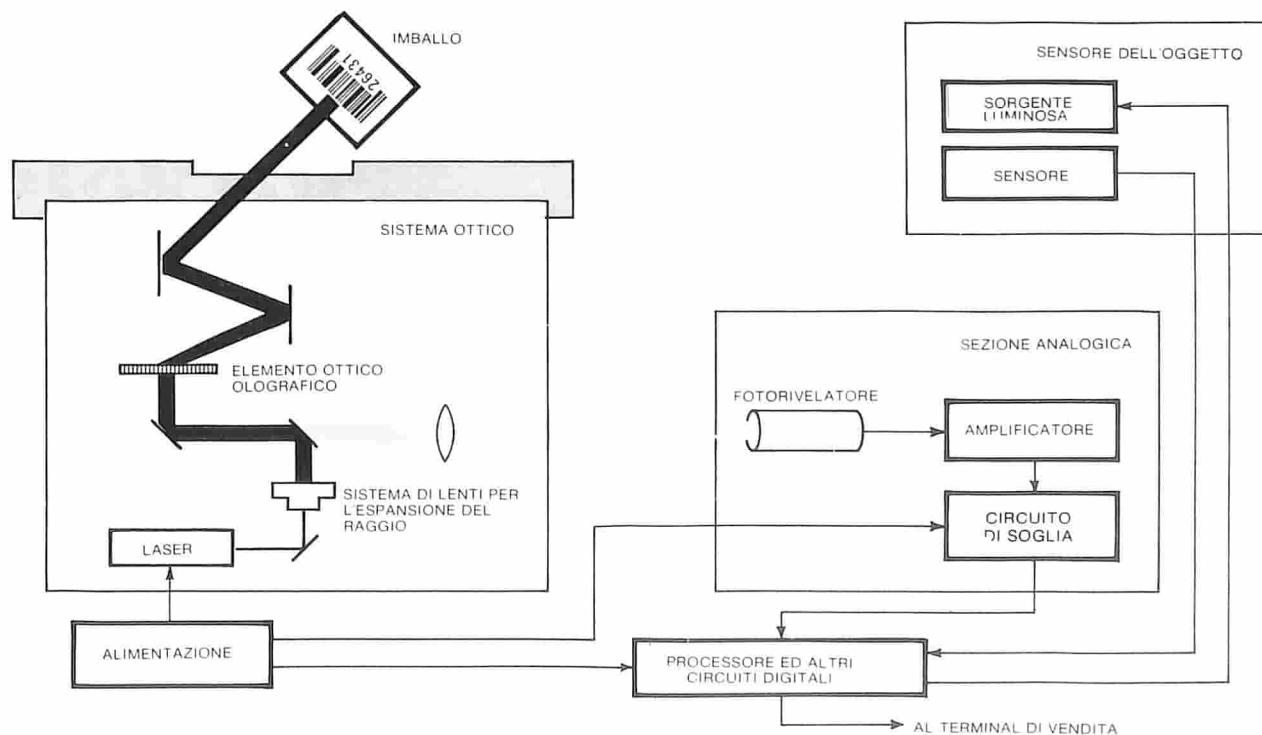 IMBALLO
26431
SENSORE DELL'OGGETTO
SORGENTE
LUMINOSA
SENSORE
SISTEMA OTTICO
ELEMENTO OTTICO
OLOGRAFICO
SISTEMA DI LENTI PER
L'ESPANSIONE DEL
RAGGIO
LASER
ALIMENTAZIONE
SEZIONE ANALOGICA
FOTORIVELATORE
AMPLIFICATORE
CIRCUITO
DI SOGLIA
PROCESSORE ED ALTRI
CIRCUITI DIGITALI
AL TERMINAL DI VENDITA